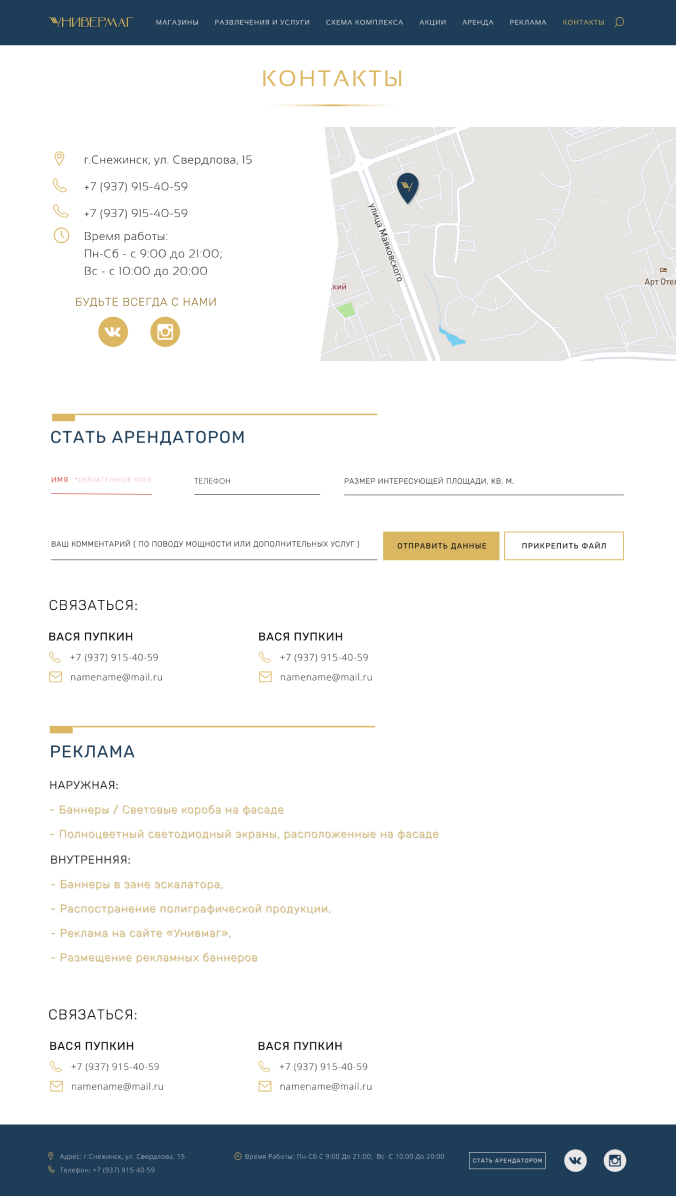 УНИВЕРМАГ МАГАЗИНЫ РАЗВЛЕЧЕНИЯ И УСЛУГИ СХЕМА КОМПЛЕКСА АКЦИИ АРЕНДА РЕКЛАМА КОНТАКТЫ
КОНТАКТЫ
г.Снежинск, ул. Свердлова, 15
+7 (937) 915-40-59
+7 (937) 915-40-59
Время работы:
Пн-Сб - с 9:00 до 21:00;
Вс - с 10:00 до 20:00
БУДЬТЕ ВСЕГДА С НАМИ
улица Маяковского
ский
Арт Отел
СТАТЬ АРЕНДАТОРОМ
ИМЯ *ОБЯЗАТЕЛЬНОЕ ПОЛЕ ТЕЛЕФОН РАЗМЕР ИНТЕРЕСУЮЩЕЙ ПЛОЩАДИ, КВ. М.
ВАШ КОММЕНТАРИЙ ( ПО ПОВОДУ МОЩНОСТИ ИЛИ ДОПОЛНИТЕЛЬНЫХ УСЛУГ ) ОТПРАВИТЬ ДАННЫЕ ПРИКРЕПИТЬ ФАЙЛ
СВЯЗАТЬСЯ:
ВАСЯ ПУПКИН ВАСЯ ПУПКИН
+7 (937) 915-40-59 +7 (937) 915-40-59
namename@mail.ru namename@mail.ru
РЕКЛАМА
НАРУЖНАЯ:
- Баннеры / Световые короба на фасаде
- Полноцветный светодиодный экраны, расположенные на фасаде
ВНУТРЕННЯЯ:
- Баннеры в зане эскалатора,
- Распостранение полиграфической продукции,
- Реклама на сайте «Унивмаг»,
- Размещение рекламных баннеров
СВЯЗАТЬСЯ:
ВАСЯ ПУПКИН ВАСЯ ПУПКИН
+7 (937) 915-40-59 +7 (937) 915-40-59
namename@mail.ru namename@mail.ru
Адрес: г.Снежинск, ул. Свердлова, 15 Время Работы: Пн-Сб С 9:00 До 21:00; Вс С 10:00 До 20:00 СТАТЬ АРЕНДАТОРОМ
Телефон: +7 (937) 915-40-59